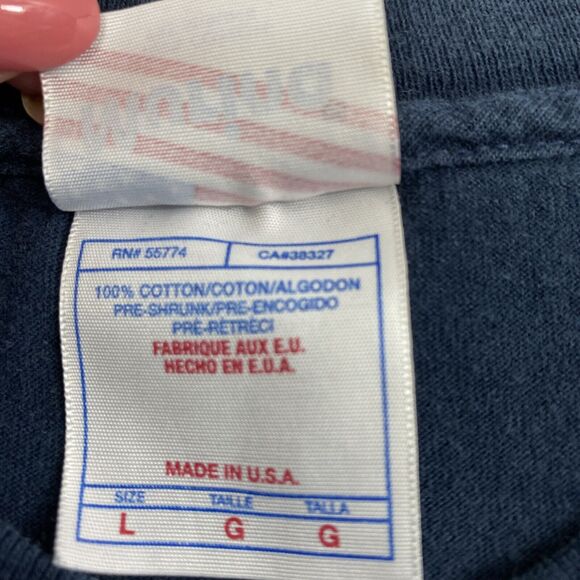 RN# 55774 CA#38327
100% COTTON/COTON/ALGODON
PRE-SHRUNK/PRE-ENCOGIDO
PRÉ-RÉTRÉCI
FABRIQUE AUX E.U.
HECHO EN E.U.A.
MADE IN U.S.A.
SIZE TAILLE TALLA
L G G